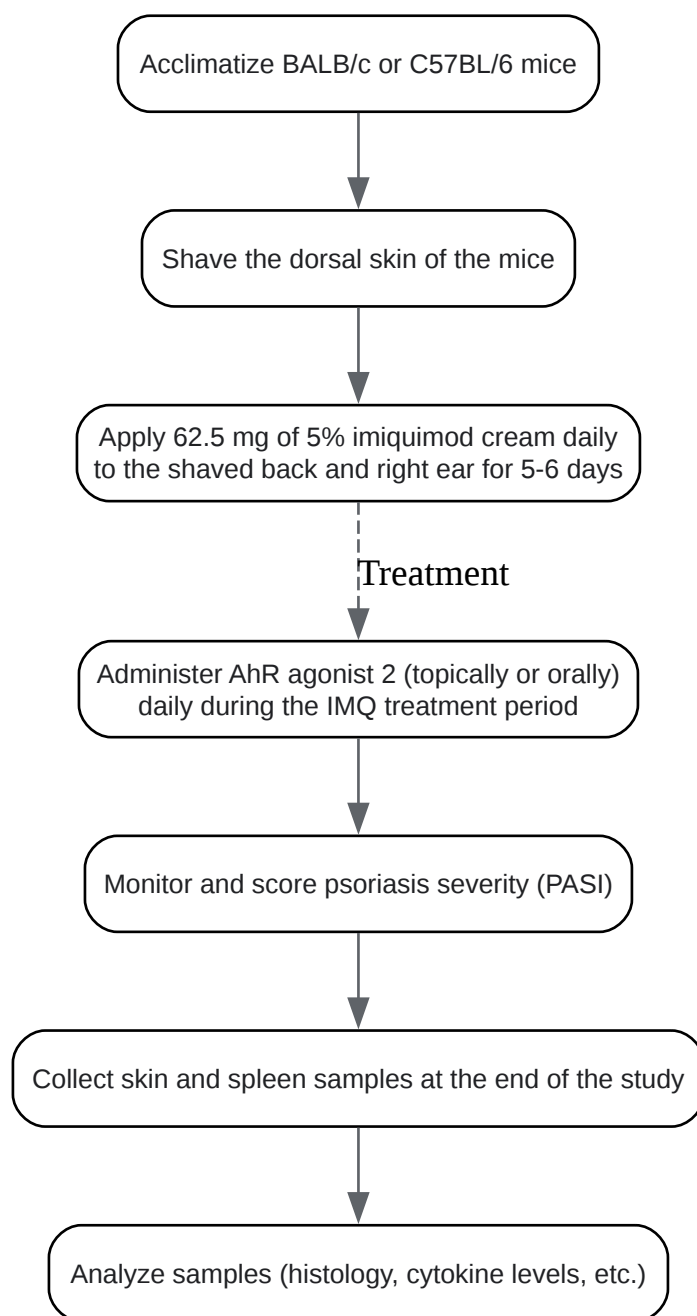 Acclimatize BALB/c or C57BL/6 mice
Shave the dorsal skin of the mice
Apply 62.5 mg of 5% imiquimod cream daily
to the shaved back and right ear for 5-6 days
Treatment
Administer AhR agonist 2 (topically or orally)
daily during the IMQ treatment period
Monitor and score psoriasis severity (PASI)
Collect skin and spleen samples at the end of the study
Analyze samples (histology, cytokine levels, etc.)